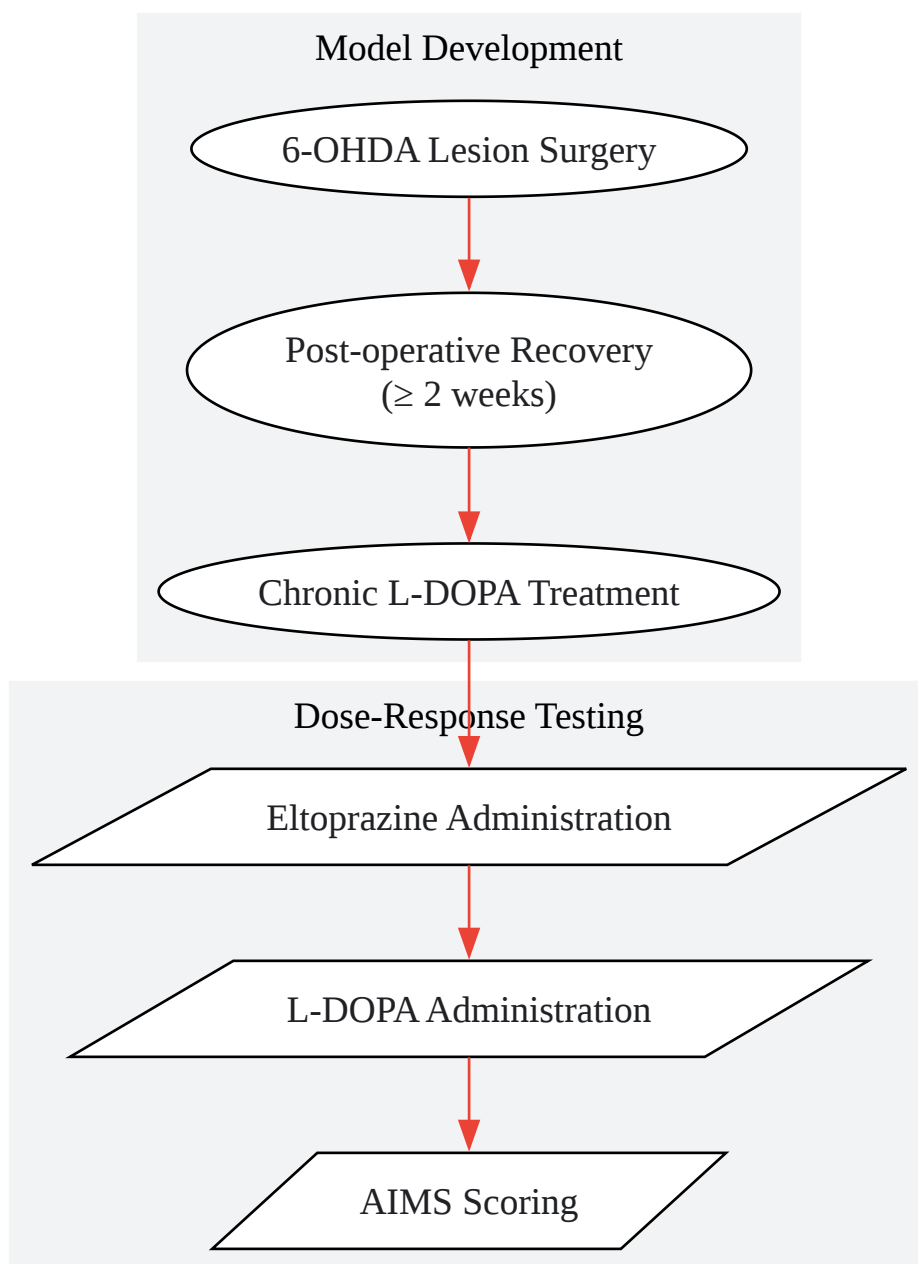 Model Development
6-OHDA Lesion Surgery
Post-operative Recovery
(≥ 2 weeks)
Chronic L-DOPA Treatment
Dose-Response Testing
Eltoprazine Administration
L-DOPA Administration
AIMS Scoring